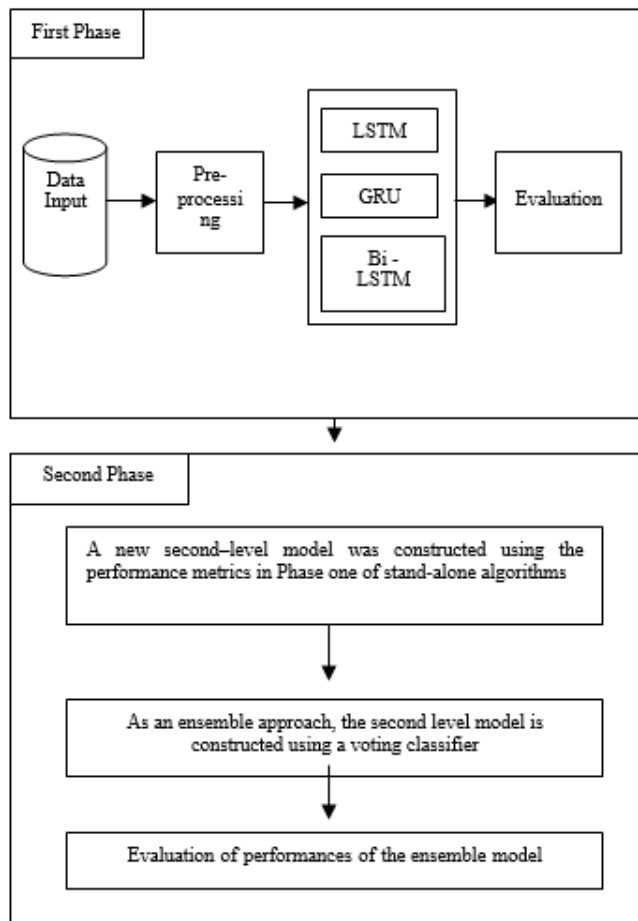 First Phase
Data
Input
Pre-
processi
ng
LSTM
GRU
Bi -
LSTM
Evaluation
Second Phase
A new second–level model was constructed using the
performance metrics in Phase one of stand-alone algorithms
As an ensemble approach, the second level model is
constructed using a voting classifier
Evaluation of performances of the ensemble model